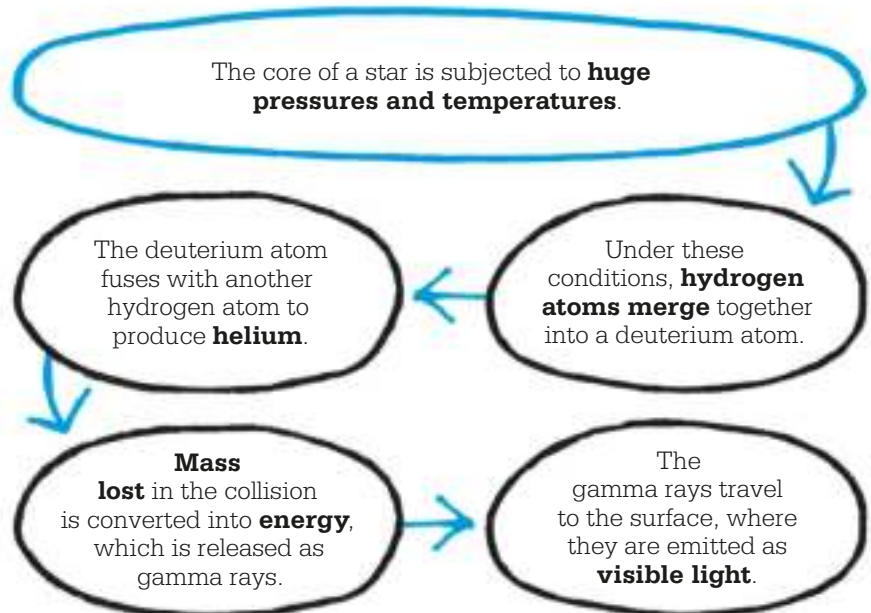 The core of a star is subjected to huge
pressures and temperatures.
Under these
conditions, hydrogen
atoms merge together
into a deuterium atom.
The deuterium atom
fuses with another
hydrogen atom to
produce helium.
Mass
lost in the collision
is converted into energy,
which is released as
gamma rays.
The
gamma rays travel
to the surface, where
they are emitted as
visible light.